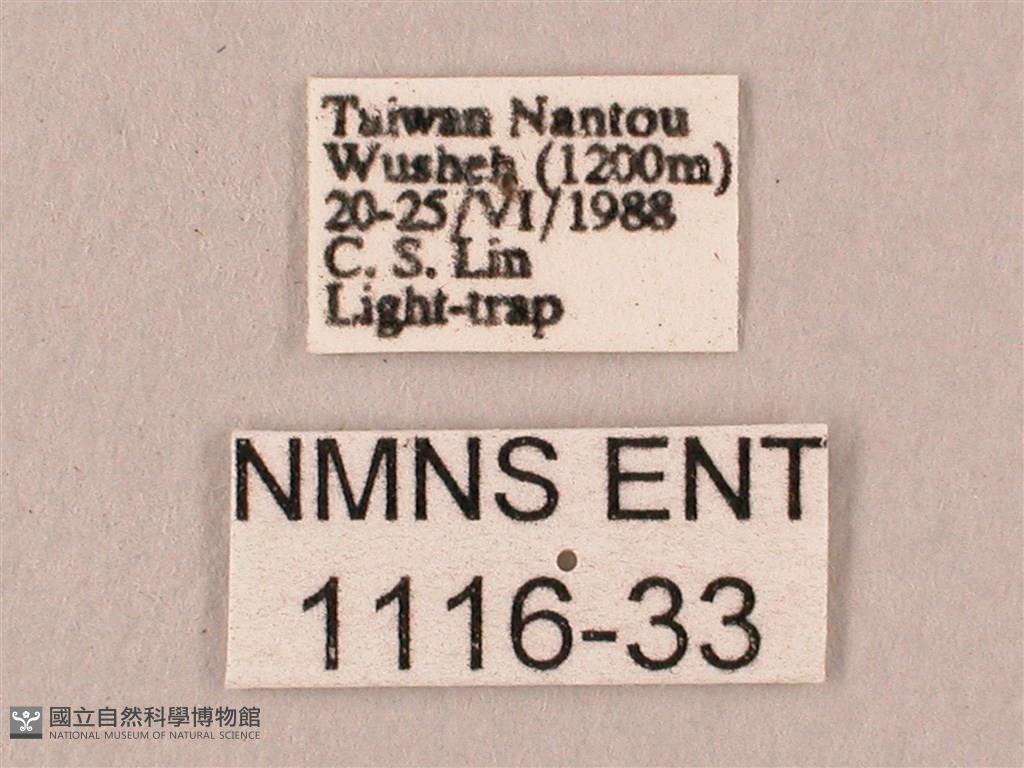 Taiwan Nantou
Wusheh (1200m)
20-25/VI/1988
C. S. Lin
Light-trap
NMNS ENT
1116-33
國立自然科學博物館
NATIONAL MUSEUM OF NATURAL SCIENCE